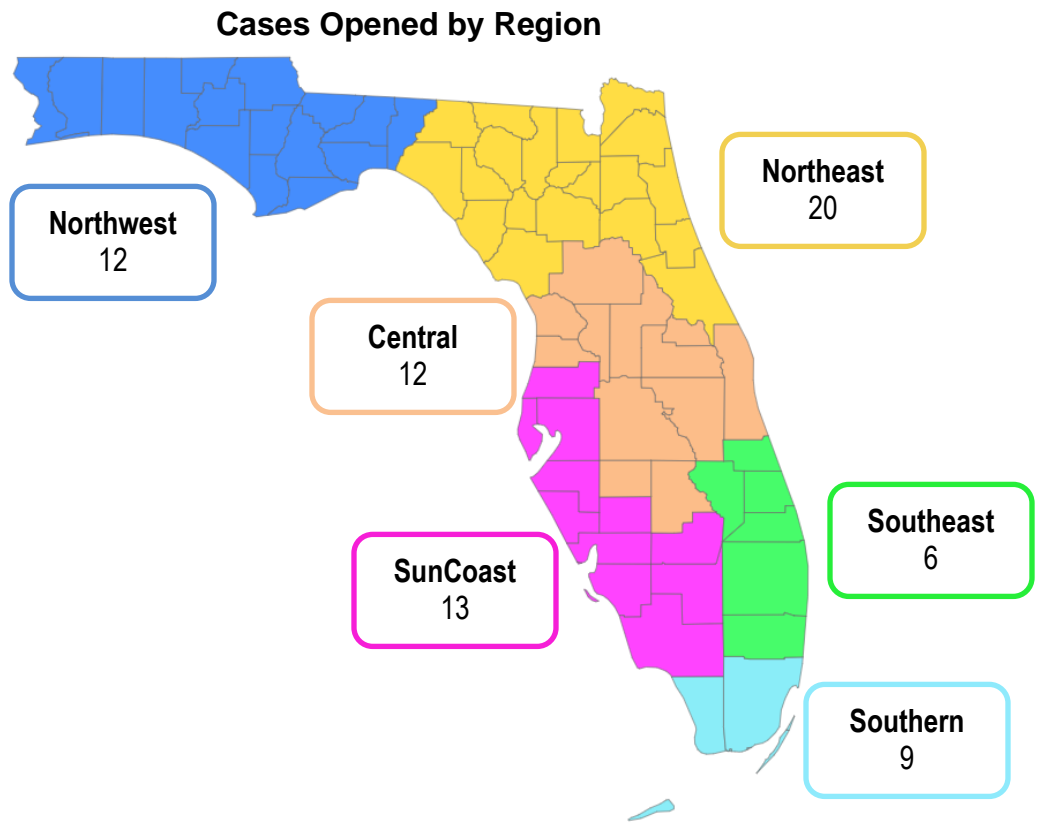 Cases Opened by Region
Northeast
20
Northwest
12
Central
12
Southeast
6
SunCoast
13
Southern
9